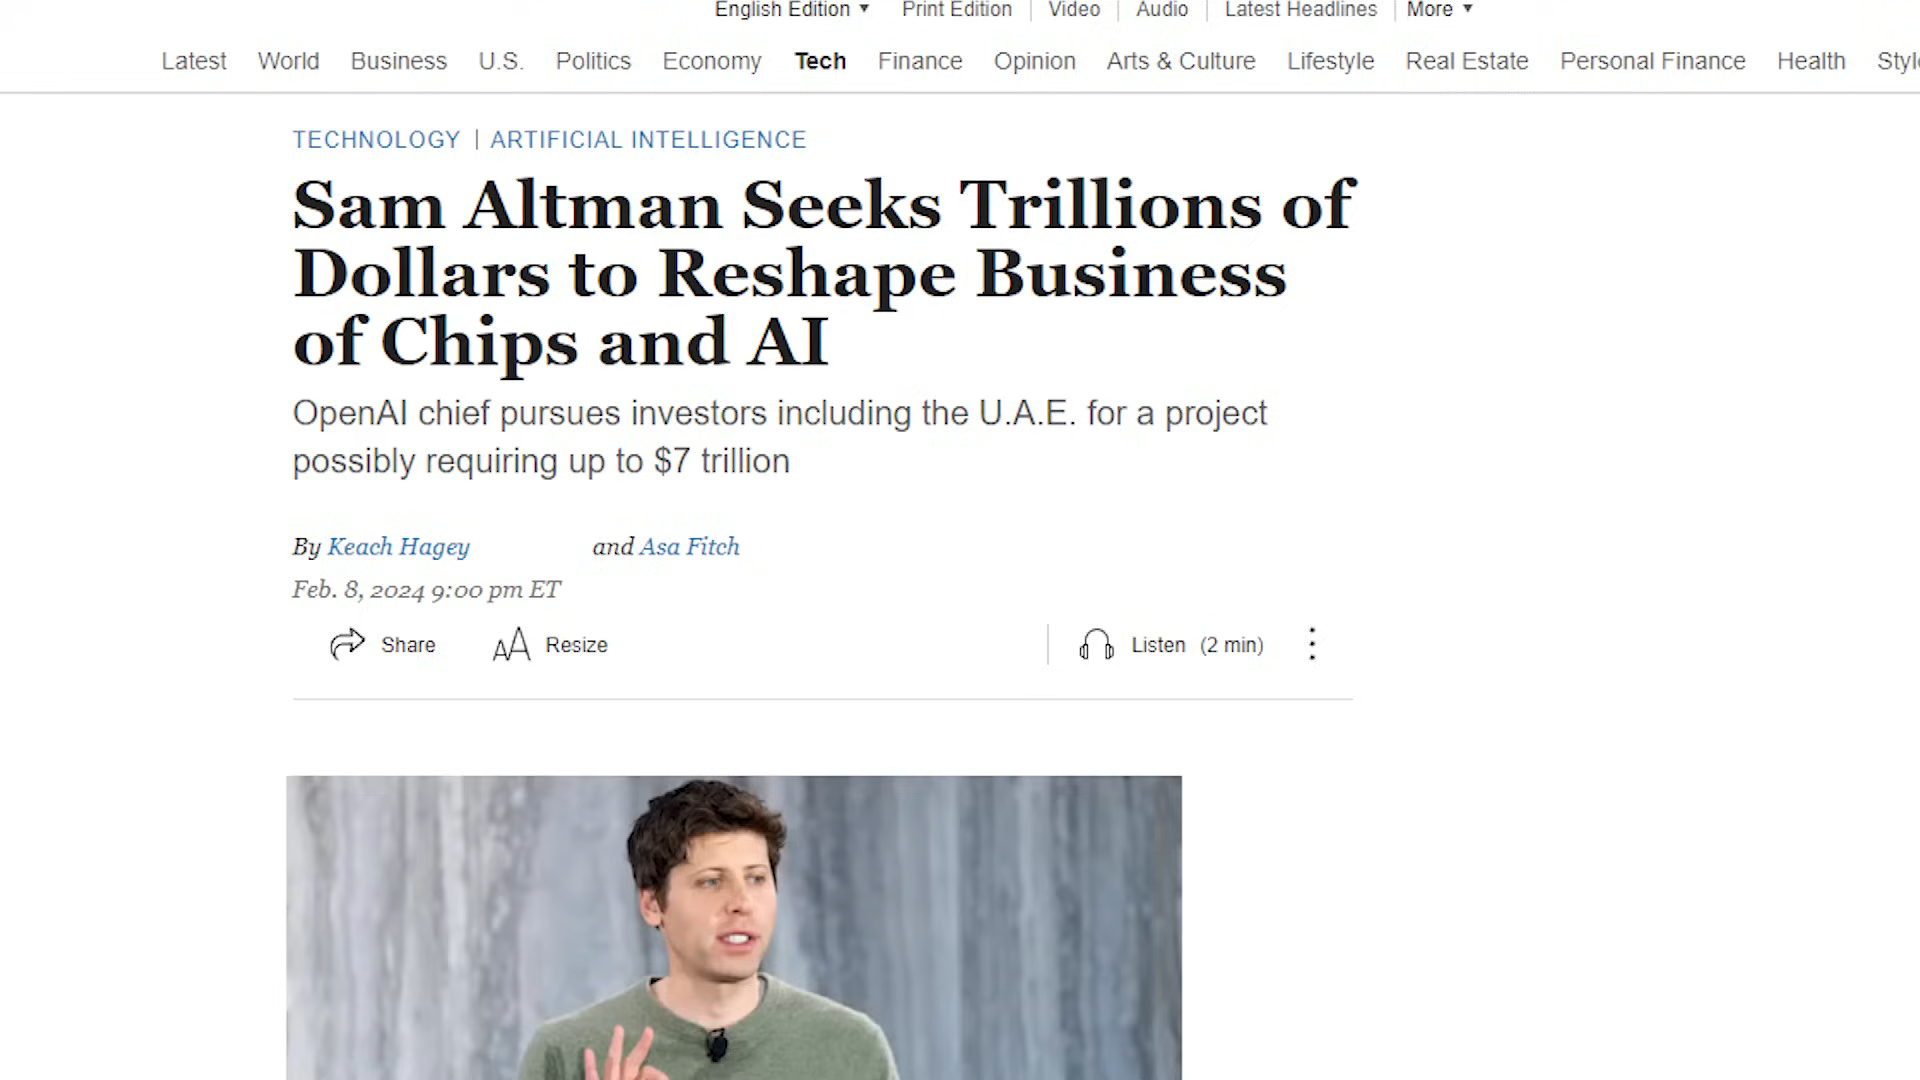 English Edition ▼ Print Edition | Video | Audio | Latest Headlines | More ▼
Latest World Business U.S. Politics Economy Tech Finance Opinion Arts & Culture Lifestyle Real Estate Personal Finance Health Style
TECHNOLOGY | ARTIFICIAL INTELLIGENCE
Sam Altman Seeks Trillions of
Dollars to Reshape Business
of Chips and AI
OpenAI chief pursues investors including the U.A.E. for a project
possibly requiring up to $7 trillion
By Keach Hagey and Asa Fitch
Feb. 8, 2024 9:00 pm ET
Share AA Resize Listen (2 min)